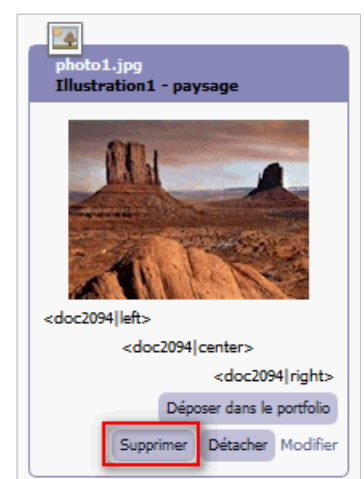 photo1.jpg
Illustration1 - paysage
<doc2094|left>
<doc2094|center>
<doc2094|right>
Déposer dans le portfolio
Supprimer Détacher Modifier